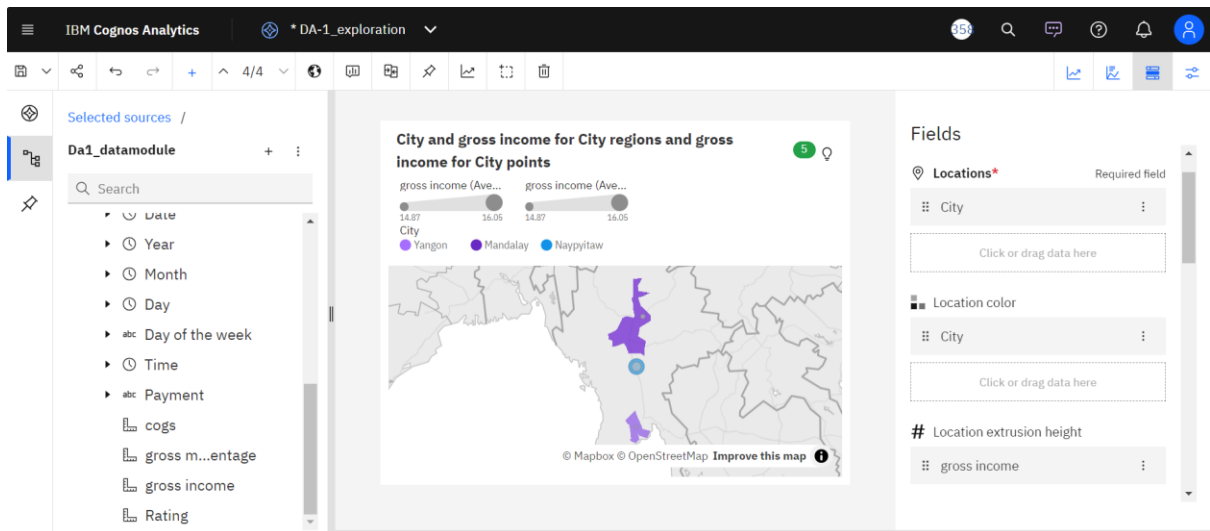 IBM Cognos Analytics
* DA-1_exploration
358
4/4
Selected sources /
Da1_datamodule
Search
Date
Year
Month
Day
abc Day of the week
Time
abc Payment
cogs
gross m...entage
gross income
Rating
City and gross income for City regions and gross
income for City points
5
gross income (Ave... gross income (Ave...
14.87 16.05 14.87 16.05
City
Yangon Mandalay Naypyitaw
© Mapbox © OpenStreetMap Improve this map
Fields
Locations* Required field
City
Click or drag data here
Location color
City
Click or drag data here
# Location extrusion height
gross income